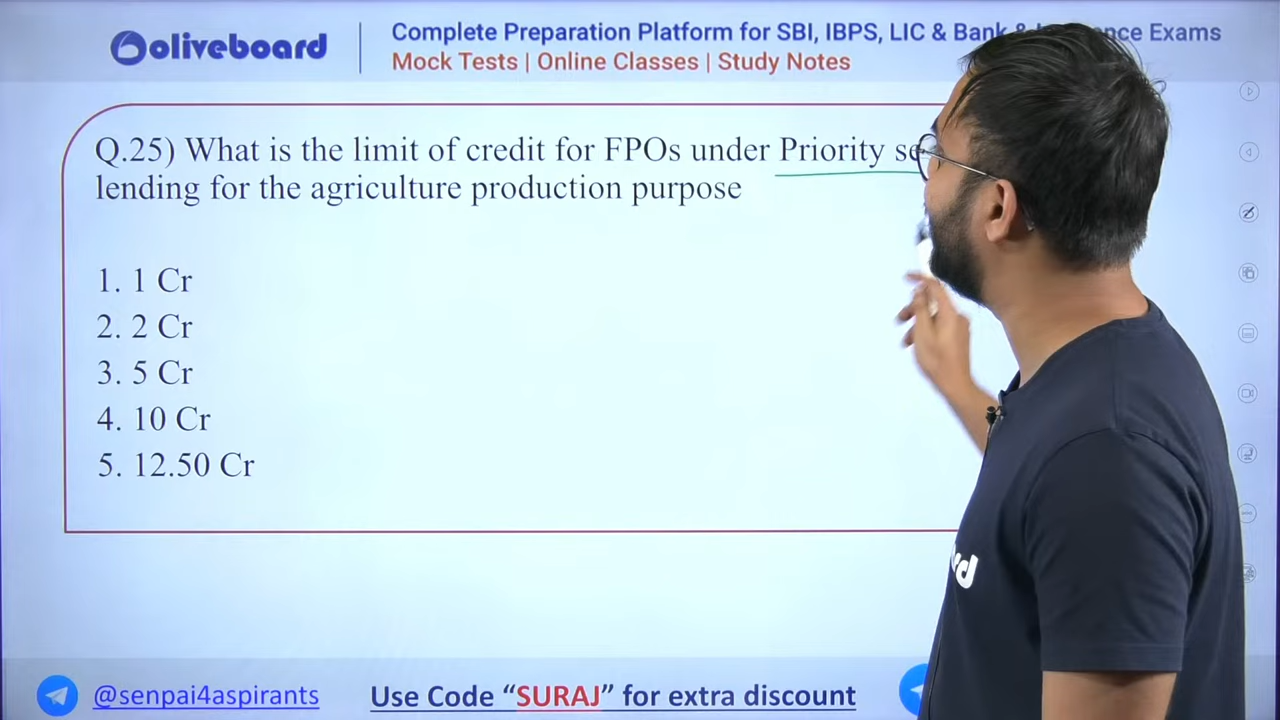 oliveboard
Complete Preparation Platform for SBI, IBPS, LIC & Bank & Exams
Mock Tests | Online Classes | Study Notes
Q.25) What is the limit of credit for FPOs under Priority
lending for the agriculture production purpose
1. 1 Cr
2. 2 Cr
3. 5 Cr
4. 10 Cr
5. 12.50 Cr
@senpai4aspirants
Use Code “SURAJ” for extra discount